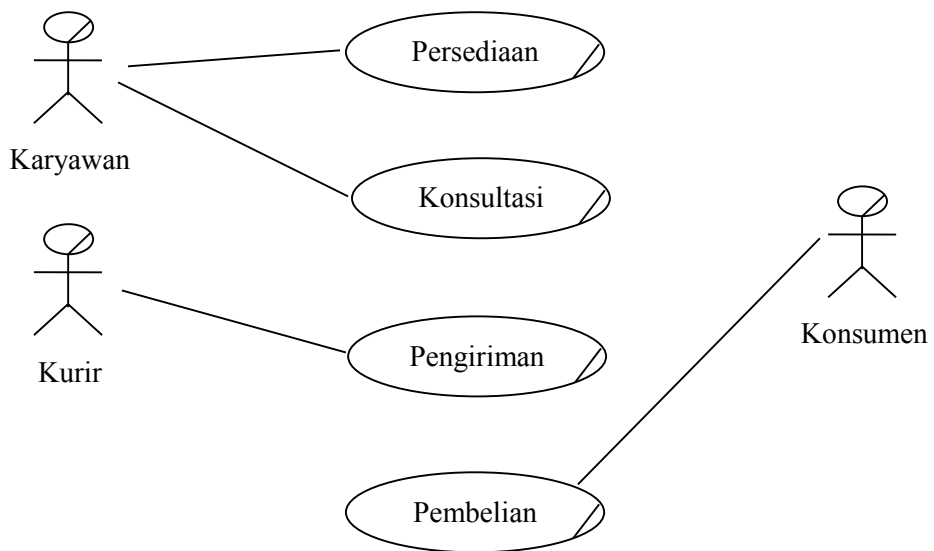 Persediaan
Karyawan
Konsultasi
Konsumen
Pengiriman
Kurir
Pembelian